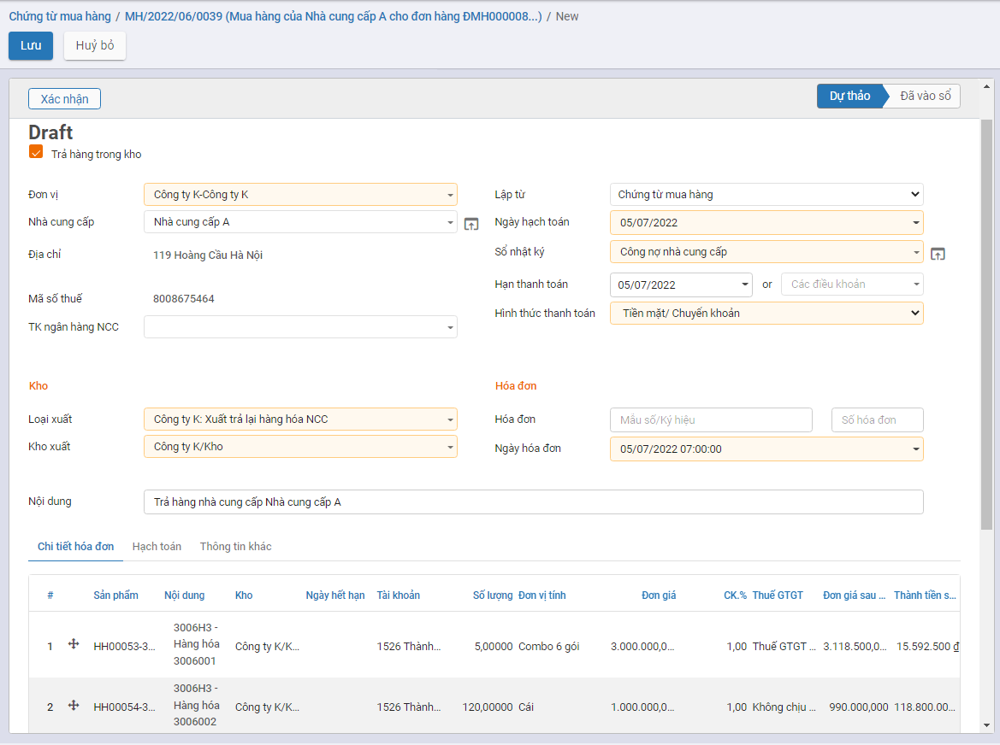 Chứng từ mua hàng / MH/2022/06/0039 (Mua hàng của Nhà cung cấp A cho đơn hàng ĐMH000008...) / New
Lưu Huỷ bỏ
Xác nhận Dự thảo Đã vào sổ
Draft
Trả hàng trong kho
Đơn vị Công ty K-Công ty K Lập từ Chứng từ mua hàng
Nhà cung cấp Nhà cung cấp A Ngày hạch toán 05/07/2022
Địa chỉ 119 Hoàng Cầu Hà Nội Sổ nhật ký Công nợ nhà cung cấp
Hạn thanh toán 05/07/2022 or Các điều khoản
Mã số thuế 8008675464
Hình thức thanh toán Tiền mặt/ Chuyển khoản
TK ngân hàng NCC
Kho Hóa đơn
Loại xuất Công ty K: Xuất trả lại hàng hóa NCC Hóa đơn Mẫu số/Ký hiệu Số hóa đơn
Kho xuất Công ty K/Kho Ngày hóa đơn 05/07/2022 07:00:00
Nội dung Trả hàng nhà cung cấp Nhà cung cấp A
Chi tiết hóa đơn Hạch toán Thông tin khác
# Sản phẩm Nội dung Kho Ngày hết hạn Tài khoản Số lượng Đơn vị tính Đơn giá CK.% Thuế GTGT Đơn giá sau ... Thành tiền s...
3006H3 -
1 HH00053-3... Hàng hóa Công ty K/K... 1526 Thành... 5,00000 Combo 6 gói 3.000.000,0... 1,00 Thuế GTGT ... 3.118.500,0... 15.592.500 ₫
3006001
3006H3 -
2 HH00054-3... Hàng hóa Công ty K/K... 1526 Thành... 120,00000 Cái 1.000.000,0... 1,00 Không chịu ... 990.000,000 118.800.00...
3006002